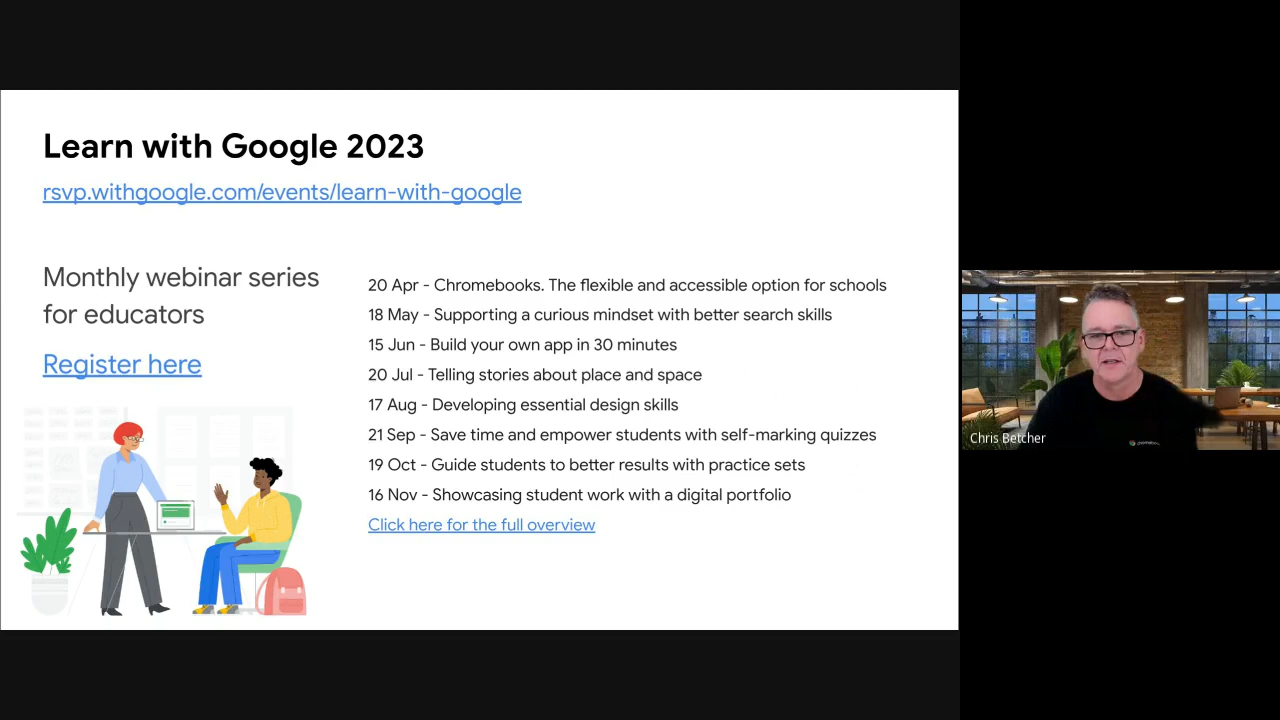 Learn with Google 2023
rsvp.withgoogle.com/events/learn-with-google
Monthly webinar series
for educators
Register here
20 Apr - Chromebooks. The flexible and accessible option for schools
18 May - Supporting a curious mindset with better search skills
15 Jun - Build your own app in 30 minutes
20 Jul - Telling stories about place and space
17 Aug - Developing essential design skills
21 Sep - Save time and empower students with self-marking quizzes
19 Oct - Guide students to better results with practice sets
16 Nov - Showcasing student work with a digital portfolio
Click here for the full overview
Chris Betcher